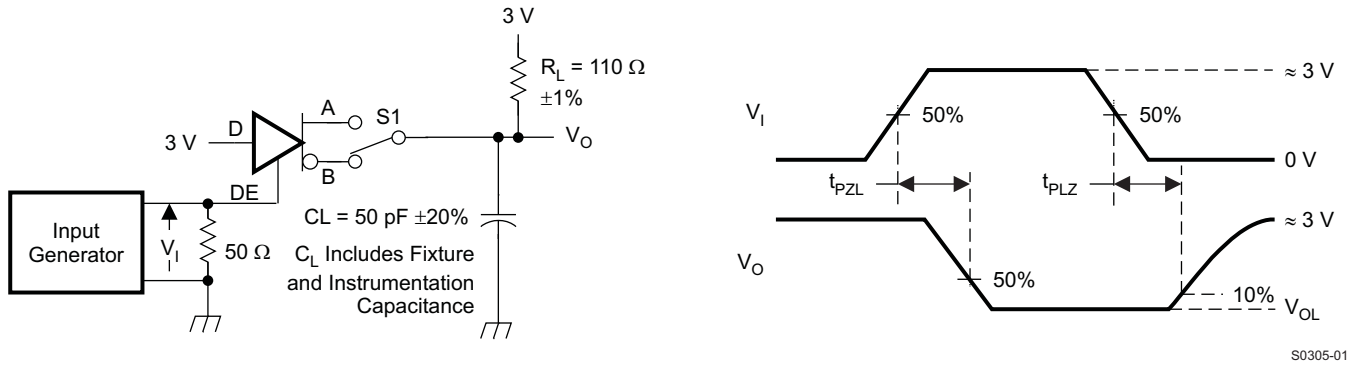 3 V
R_L = 110 Ω
±1%
A
S1
D
3 V
V_O
B
DE
Input
Generator
V_I
50 Ω
CL = 50 pF ±20%
C_L Includes Fixture
and Instrumentation
Capacitance
≈ 3 V
V_I
50%
50%
0 V
t_PZL
t_PLZ
≈ 3 V
V_O
50%
10%
V_OL
S0305-01